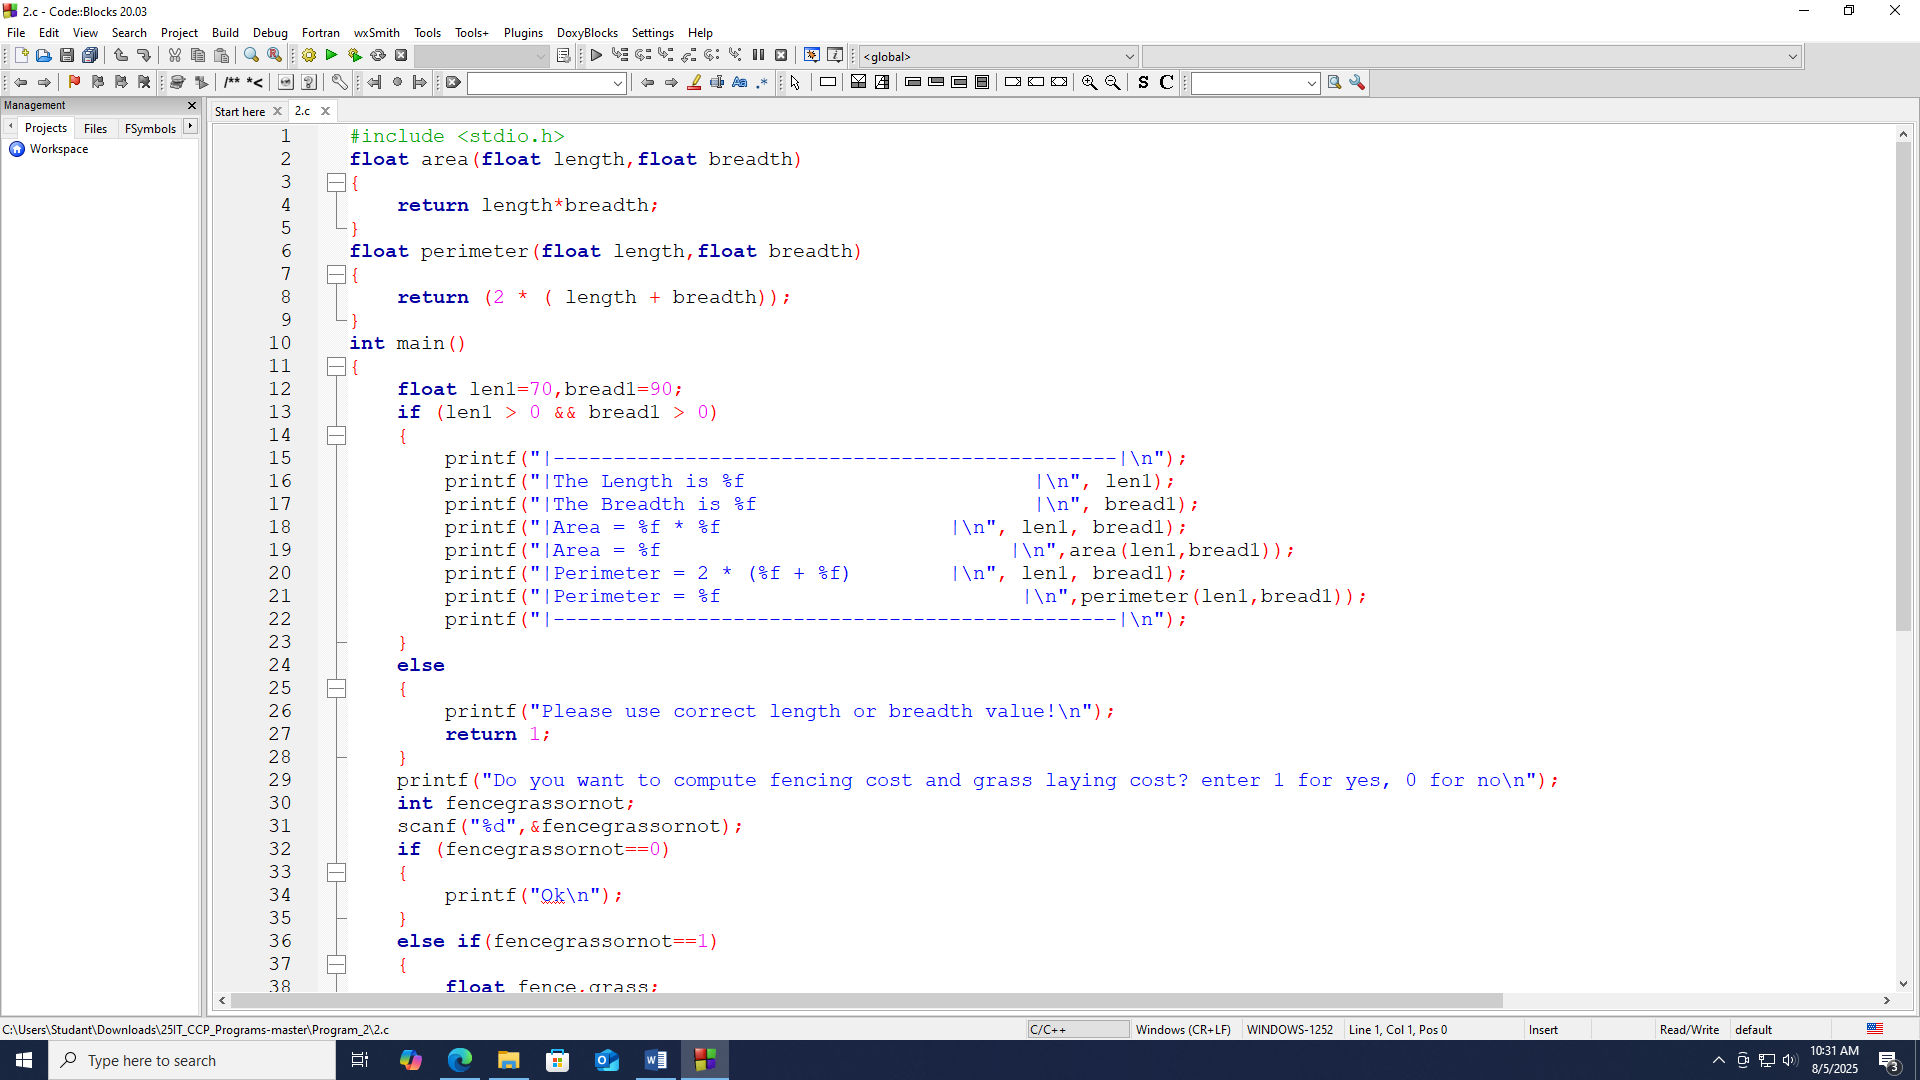 2.c - Code::Blocks 20.03
File Edit View Search Project Build Debug Fortran wxSmith Tools Tools+ Plugins DoxyBlocks Settings Help
<global>
/** *<
S C
Management
Projects Files FSymbols
Workspace
Start here 2.c
1 #include <stdio.h>
2 float area(float length,float breadth)
3 {
4     return length*breadth;
5 }
6 float perimeter(float length,float breadth)
7 {
8     return (2 * ( length + breadth));
9 }
10 int main()
11 {
12     float len1=70,bread1=90;
13     if (len1 > 0 && bread1 > 0)
14     {
15         printf("|-----------------------------------------------|\n");
16         printf("|The Length is %f                        |\n", len1);
17         printf("|The Breadth is %f                       |\n", bread1);
18         printf("|Area = %f * %f                   |\n", len1, bread1);
19         printf("|Area = %f                             |\n",area(len1,bread1));
20         printf("|Perimeter = 2 * (%f + %f)        |\n", len1, bread1);
21         printf("|Perimeter = %f                         |\n",perimeter(len1,bread1));
22         printf("|-----------------------------------------------|\n");
23     }
24     else
25     {
26         printf("Please use correct length or breadth value!\n");
27         return 1;
28     }
29     printf("Do you want to compute fencing cost and grass laying cost? enter 1 for yes, 0 for no\n");
30     int fencegrassornot;
31     scanf("%d",&fencegrassornot);
32     if (fencegrassornot==0)
33     {
34         printf("Ok\n");
35     }
36     else if(fencegrassornot==1)
37     {
38         float fence,grass;
C:\Users\Studant\Downloads\25IT_CCP_Programs-master\Program_2\2.c C/C++ Windows (CR+LF) WINDOWS-1252 Line 1, Col 1, Pos 0 Insert Read/Write default
Type here to search
10:31 AM
8/5/2025
3